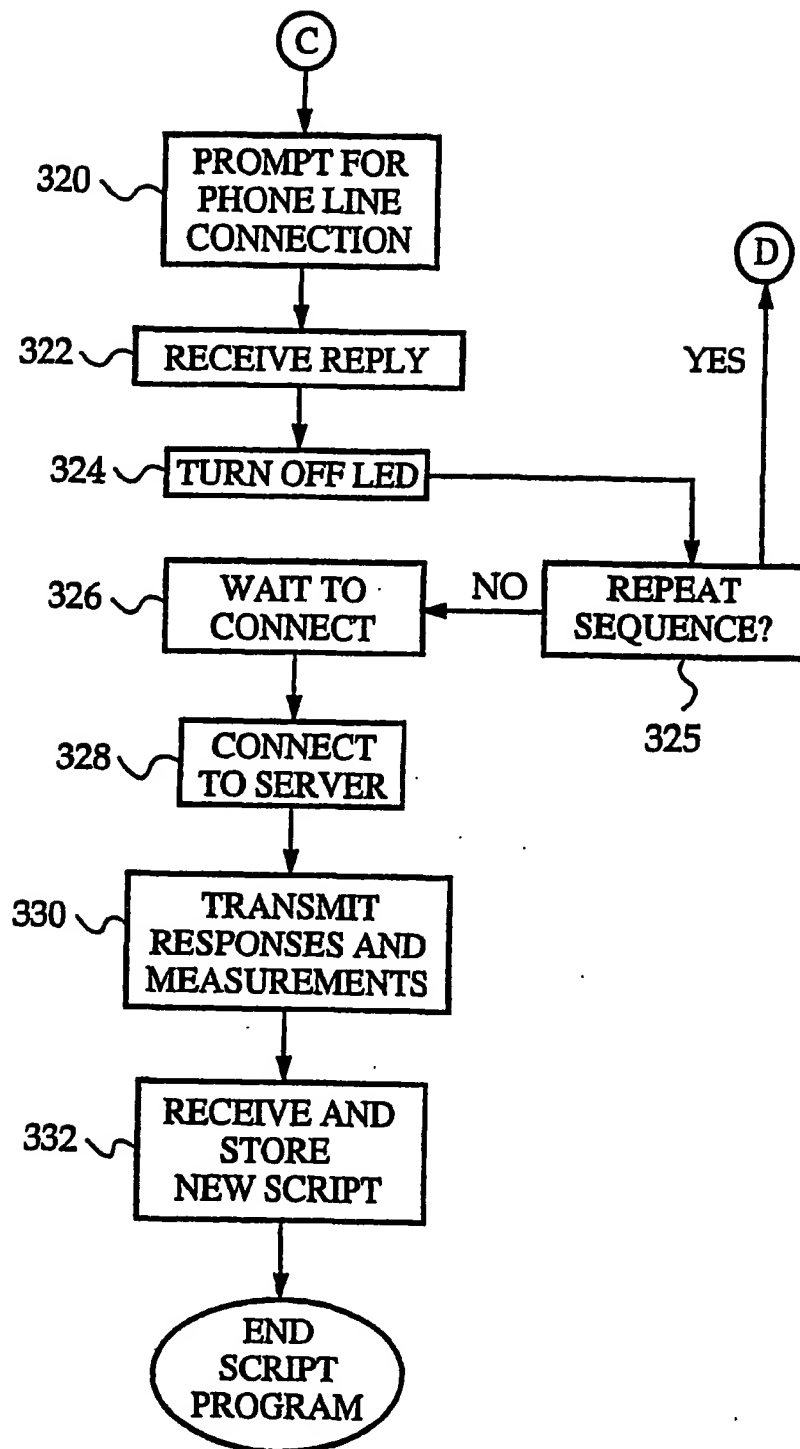 C
320
PROMPT FOR
PHONE LINE
CONNECTION
D
322
RECEIVE REPLY
YES
324
TURN OFF LED
326
WAIT TO
CONNECT
NO
REPEAT
SEQUENCE?
325
328
CONNECT
TO SERVER
330
TRANSMIT
RESPONSES AND
MEASUREMENTS
332
RECEIVE AND
STORE
NEW SCRIPT
END
SCRIPT
PROGRAM